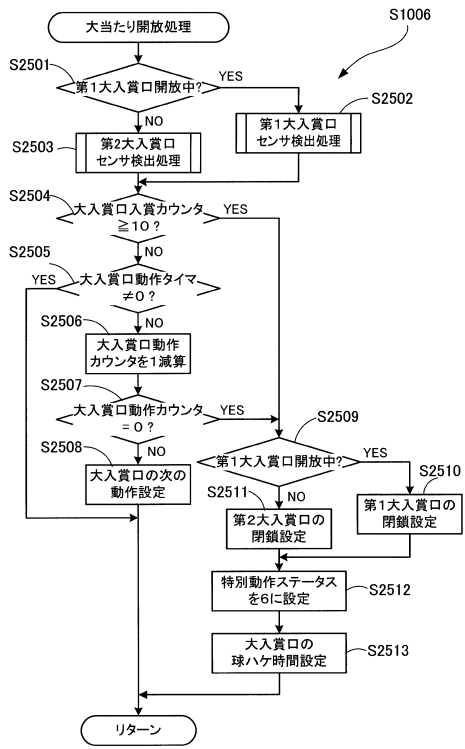 大当たり開放処理
S1006
S2501
第1大入賞口開放中?
YES
NO
S2502
第1大入賞口
センサ検出処理
S2503
第2大入賞口
センサ検出処理
S2504
大入賞口入賞カウンタ
≧10?
YES
NO
S2505
YES
大入賞口動作タイマ
≠0?
NO
S2506
大入賞口動作
カウンタを1減算
S2507
大入賞口動作カウンタ
=0?
YES
NO
S2508
大入賞口の次の
動作設定
S2509
第1大入賞口開放中?
YES
NO
S2510
第1大入賞口の
閉鎖設定
S2511
第2大入賞口の
閉鎖設定
特別動作ステータス
を6に設定
S2512
大入賞口の
球ハケ時間設定
S2513
リターン